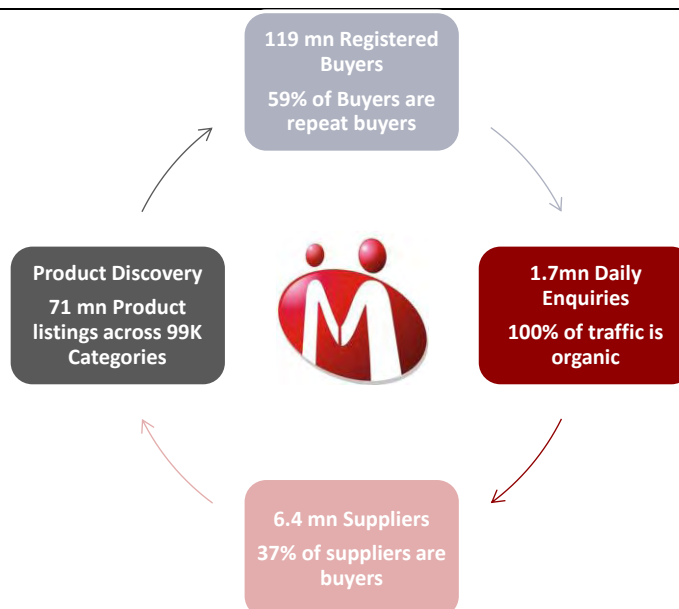 119 mn Registered
Buyers
59% of Buyers are
repeat buyers
Product Discovery
71 mn Product
listings across 99K
Categories
1.7mn Daily
Enquiries
100% of traffic is
organic
6.4 mn Suppliers
37% of suppliers are
buyers